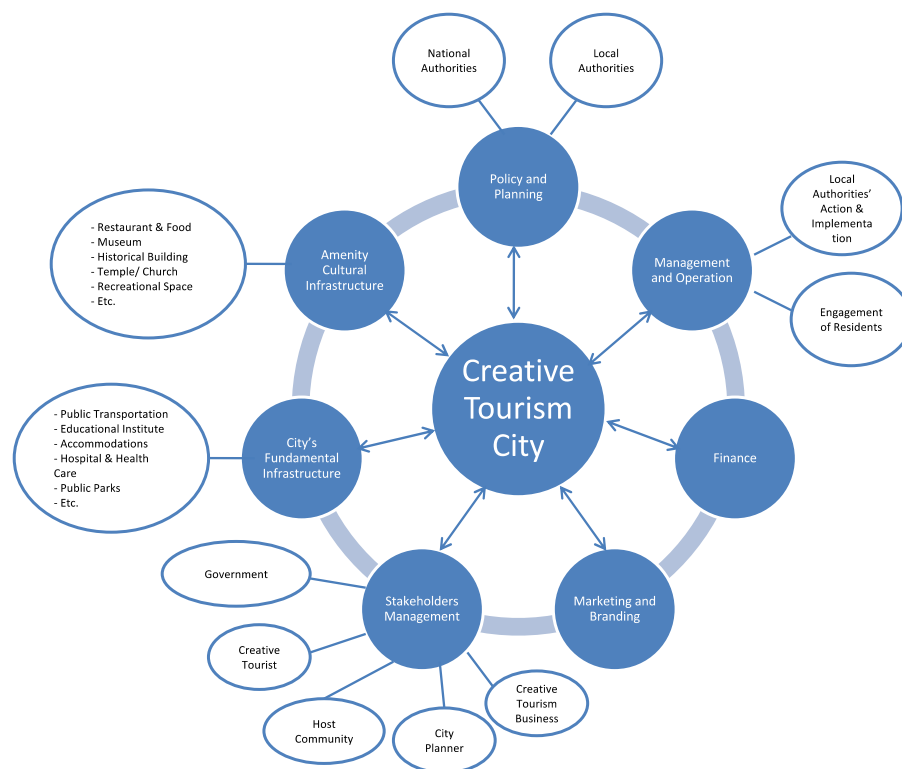 National
Authorities
Local
Authorities
Policy and
Planning
Local
Authorities'
Action &
Implementa
tion
- Restaurant & Food
- Museum
- Historical Building
- Temple/ Church
- Recreational Space
- Etc.
Amenity
Cultural
Infrastructure
Management
and Operation
Engagement
of Residents
Creative
Tourism
City
- Public Transportation
- Educational Institute
- Accommodations
- Hospital & Health
Care
- Public Parks
- Etc.
City's
Fundamental
Infrastructure
Finance
Government
Stakeholders
Management
Marketing and
Branding
Creative
Tourist
Host
Community
City
Planner
Creative
Tourism
Business